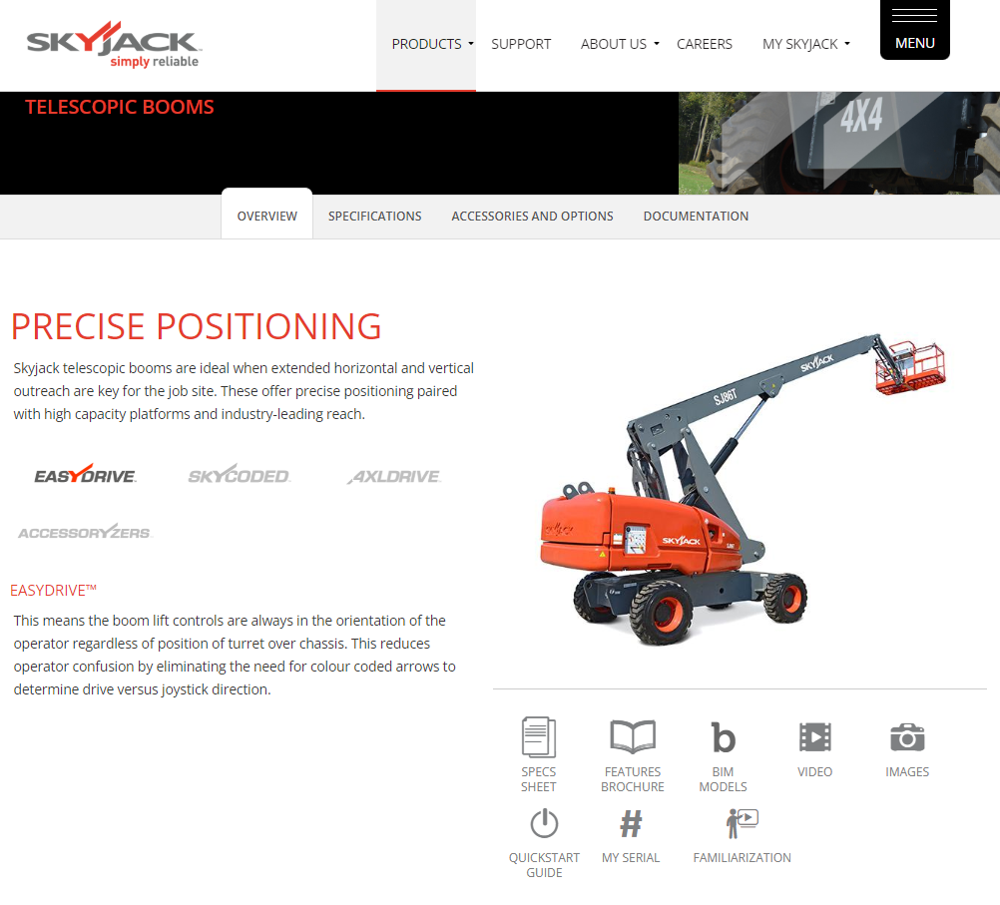 SKYJACK
simply reliable
PRODUCTS
SUPPORT
ABOUT US
CAREERS
MY SKYJACK
MENU
TELESCOPIC BOOMS
4X4
OVERVIEW
SPECIFICATIONS
ACCESSORIES AND OPTIONS
DOCUMENTATION
PRECISE POSITIONING
Skyjack telescopic booms are ideal when extended horizontal and vertical
outreach are key for the job site. These offer precise positioning paired
with high capacity platforms and industry-leading reach.
EASYDRIVE
SKYCODED
4XLDRIVE
ACCESSORYZERS
EASYDRIVE™
This means the boom lift controls are always in the orientation of the
operator regardless of position of turret over chassis. This reduces
operator confusion by eliminating the need for colour coded arrows to
determine drive versus joystick direction.
SKYJACK
SJ86T
SKYJACK
SKYJACK
SPECS
SHEET
FEATURES
BROCHURE
b
BIM
MODELS
VIDEO
IMAGES
QUICKSTART
GUIDE
#
MY SERIAL
FAMILIARIZATION